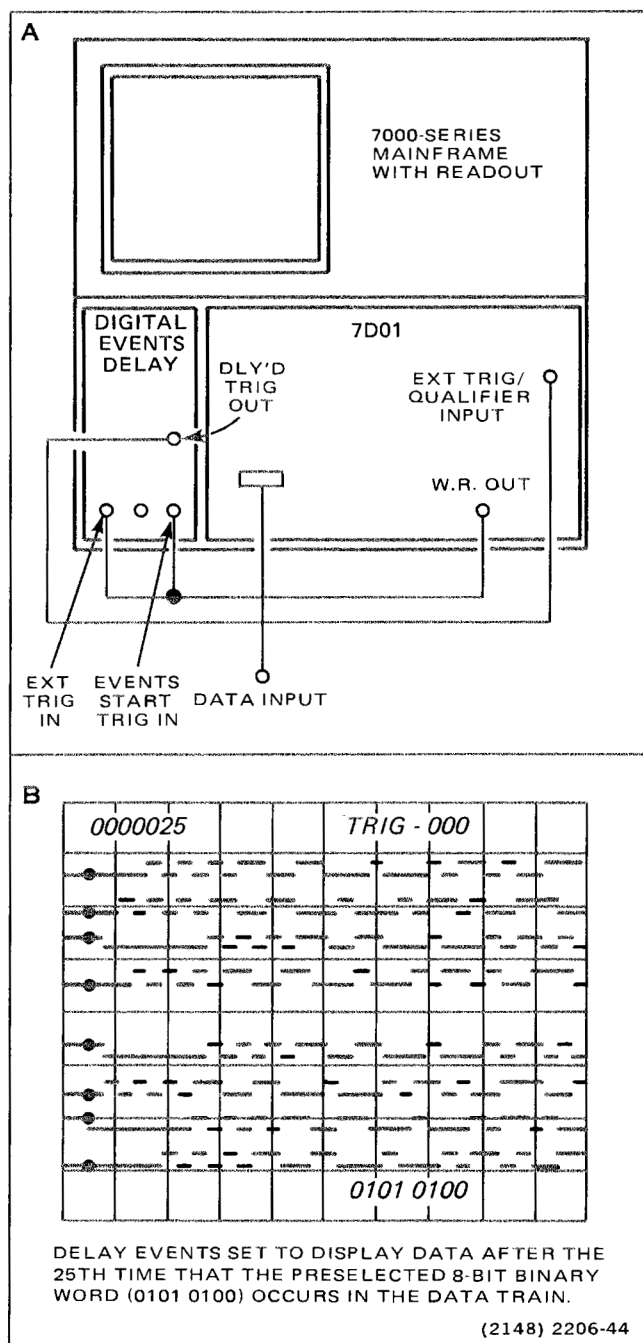 A
7000-SERIES
MAINFRAME
WITH READOUT
DIGITAL
EVENTS
DELAY
7D01
DLY'D
TRIG
OUT
EXT TRIG/
QUALIFIER
INPUT
W.R. OUT
EXT
TRIG
IN
EVENTS
START
TRIG IN
DATA INPUT
B
0000025 TRIG - 000
0101 0100
DELAY EVENTS SET TO DISPLAY DATA AFTER THE
25TH TIME THAT THE PRESELECTED 8-BIT BINARY
WORD (0101 0100) OCCURS IN THE DATA TRAIN.
(2148) 2206-44